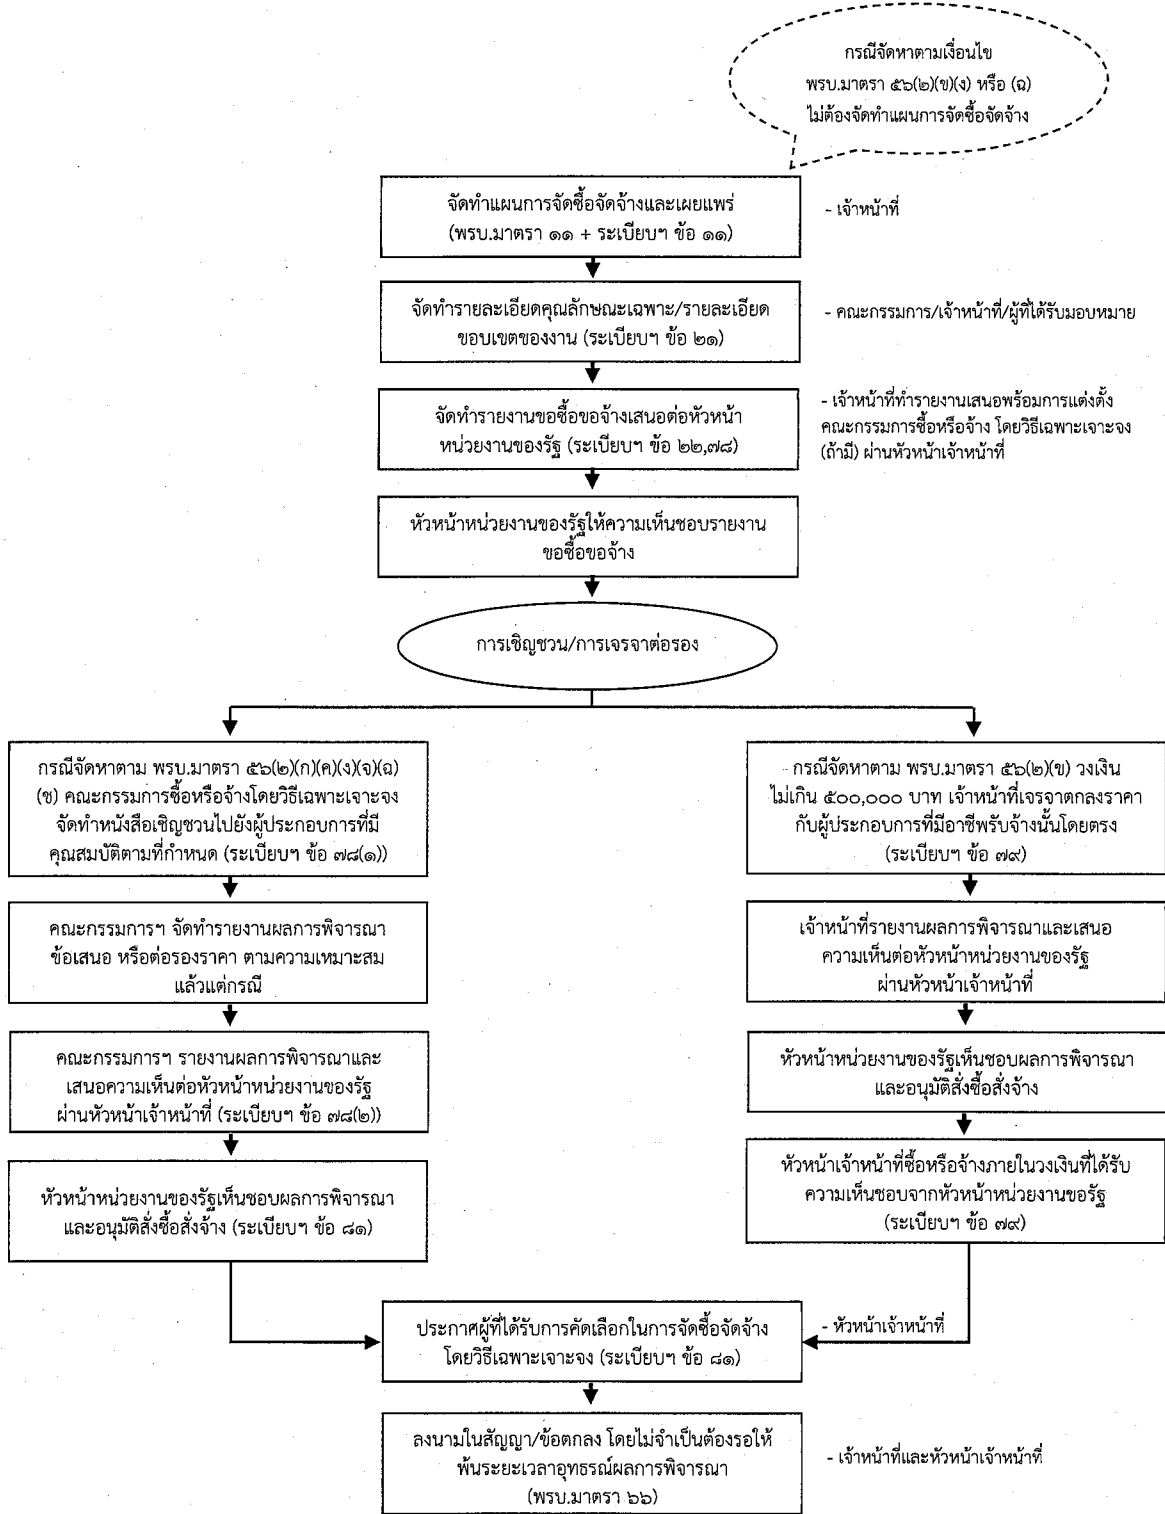 กรณีจัดหาตามเงื่อนไข
พรบ.มาตรา ๕๖(๒)(ข)(ง) หรือ (ฉ)
ไม่ต้องจัดทำแผนการจัดซื้อจัดจ้าง
จัดทำแผนการจัดซื้อจัดจ้างและเผยแพร่
(พรบ.มาตรา ๑๑ + ระเบียบฯ ข้อ ๑๑)
- เจ้าหน้าที่
จัดทำรายละเอียดคุณลักษณะเฉพาะ/รายละเอียด
ขอบเขตของงาน (ระเบียบฯ ข้อ ๒๑)
- คณะกรรมการ/เจ้าหน้าที่/ผู้ที่ได้รับมอบหมาย
จัดทำรายงานขอซื้อขอจ้างเสนอต่อหัวหน้า
หน่วยงานของรัฐ (ระเบียบฯ ข้อ ๒๒,๗๘)
- เจ้าหน้าที่ทำรายงานเสนอพร้อมการแต่งตั้ง
คณะกรรมการซื้อหรือจ้าง โดยวิธีเฉพาะเจาะจง
(ถ้ามี) ผ่านหัวหน้าเจ้าหน้าที่
หัวหน้าหน่วยงานของรัฐให้ความเห็นชอบรายงาน
ขอซื้อขอจ้าง
การเชิญชวน/การเจรจาต่อรอง
กรณีจัดหาตาม พรบ.มาตรา ๕๖(๒)(ก)(ค)(ง)(จ)(ฉ)
(ช) คณะกรรมการซื้อหรือจ้างโดยวิธีเฉพาะเจาะจง
จัดทำหนังสือเชิญชวนไปยังผู้ประกอบการที่มี
คุณสมบัติตามที่กำหนด (ระเบียบฯ ข้อ ๗๘(๑))
คณะกรรมการฯ จัดทำรายงานผลการพิจารณา
ข้อเสนอ หรือต่อรองราคา ตามความเหมาะสม
แล้วแต่กรณี
คณะกรรมการฯ รายงานผลการพิจารณาและ
เสนอความเห็นต่อหัวหน้าหน่วยงานของรัฐ
ผ่านหัวหน้าเจ้าหน้าที่ (ระเบียบฯ ข้อ ๗๘(๒))
หัวหน้าหน่วยงานของรัฐเห็นชอบผลการพิจารณา
และอนุมัติสั่งซื้อสั่งจ้าง (ระเบียบฯ ข้อ ๘๑)
กรณีจัดหาตาม พรบ.มาตรา ๕๖(๒)(ข) วงเงิน
ไม่เกิน ๕๐๐,๐๐๐ บาท เจ้าหน้าที่เจรจาตกลงราคา
กับผู้ประกอบการที่มีอาชีพรับจ้างนั้นโดยตรง
(ระเบียบฯ ข้อ ๗๙)
เจ้าหน้าที่รายงานผลการพิจารณาและเสนอ
ความเห็นต่อหัวหน้าหน่วยงานของรัฐ
ผ่านหัวหน้าเจ้าหน้าที่
หัวหน้าหน่วยงานของรัฐเห็นชอบผลการพิจารณา
และอนุมัติสั่งซื้อสั่งจ้าง
หัวหน้าเจ้าหน้าที่ซื้อหรือจ้างภายในวงเงินที่ได้รับ
ความเห็นชอบจากหัวหน้าหน่วยงานขอรัฐ
(ระเบียบฯ ข้อ ๗๙)
ประกาศผู้ที่ได้รับการคัดเลือกในการจัดซื้อจัดจ้าง
โดยวิธีเฉพาะเจาะจง (ระเบียบฯ ข้อ ๘๑)
- หัวหน้าเจ้าหน้าที่
ลงนามในสัญญา/ข้อตกลง โดยไม่จำเป็นต้องรอให้
พ้นระยะเวลาอุทธรณ์ผลการพิจารณา
(พรบ.มาตรา ๖๖)
- เจ้าหน้าที่และหัวหน้าเจ้าหน้าที่